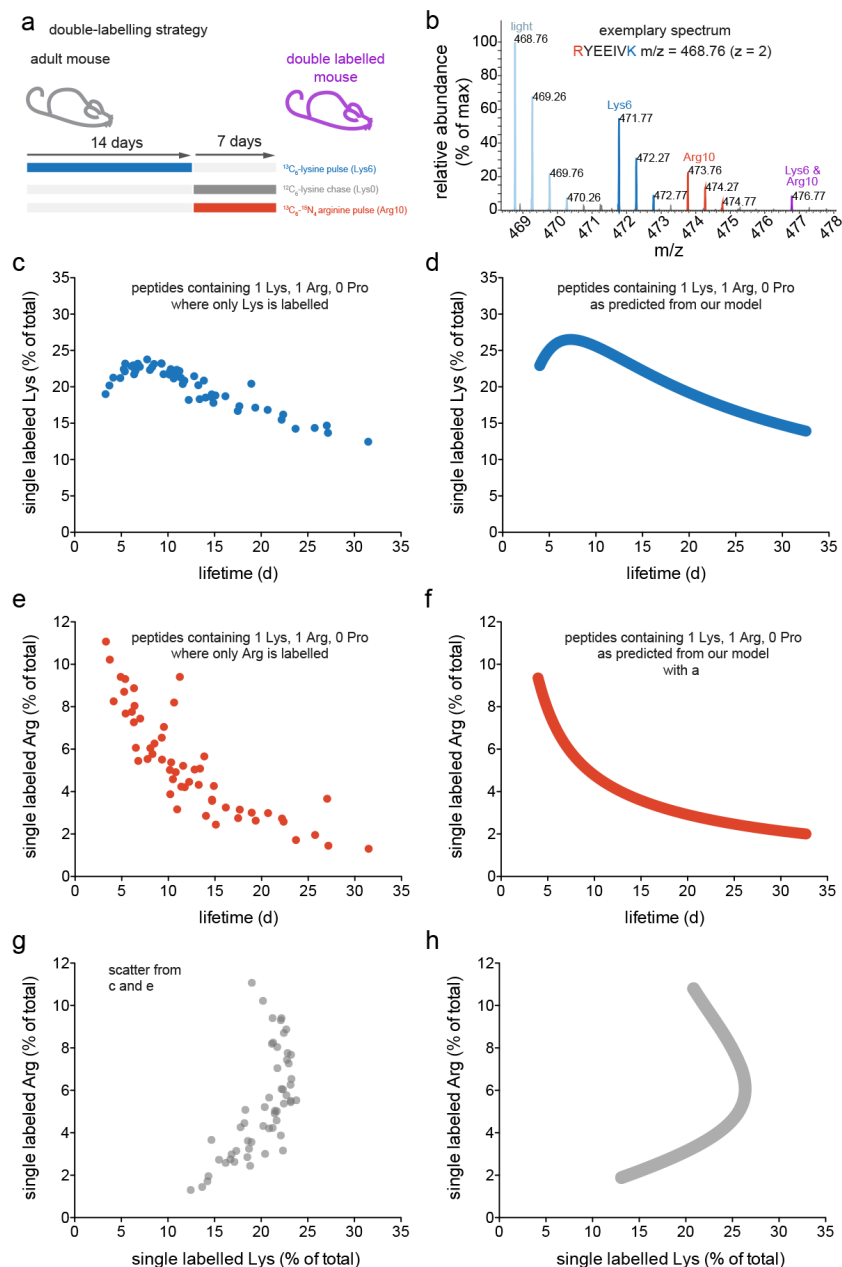 a
double-labelling strategy
adult mouse
double labelled
mouse
14 days
7 days
¹³C₆-lysine pulse (Lys6)
¹²C₆-lysine chase (Lys0)
¹³C₆-¹⁵N₄ arginine pulse (Arg10)
b
exemplary spectrum
RYEEIVK m/z = 468.76 (z = 2)
relative abundance
(% of max)
100
80
60
40
20
0
light
468.76
469.26
469.76
470.26
Lys6
471.77
472.27
472.77
Arg10
473.76
474.27
474.77
Lys6 &
Arg10
476.77
469
470
471
472
473
474
475
476
477
478
m/z
c
peptides containing 1 Lys, 1 Arg, 0 Pro
where only Lys is labelled
single labeled Lys (% of total)
35
30
25
20
15
10
5
0
0
5
10
15
20
25
30
35
lifetime (d)
d
peptides containing 1 Lys, 1 Arg, 0 Pro
as predicted from our model
single labeled Lys (% of total)
35
30
25
20
15
10
5
0
0
5
10
15
20
25
30
35
lifetime (d)
e
peptides containing 1 Lys, 1 Arg, 0 Pro
where only Arg is labelled
single labeled Arg (% of total)
12
10
8
6
4
2
0
0
5
10
15
20
25
30
35
lifetime (d)
f
peptides containing 1 Lys, 1 Arg, 0 Pro
as predicted from our model
with a
single labeled Arg (% of total)
12
10
8
6
4
2
0
0
5
10
15
20
25
30
35
lifetime (d)
g
scatter from
c and e
single labeled Arg (% of total)
12
10
8
6
4
2
0
0
5
10
15
20
25
30
35
single labelled Lys (% of total)
h
single labeled Arg (% of total)
12
10
8
6
4
2
0
0
5
10
15
20
25
30
35
single labelled Lys (% of total)